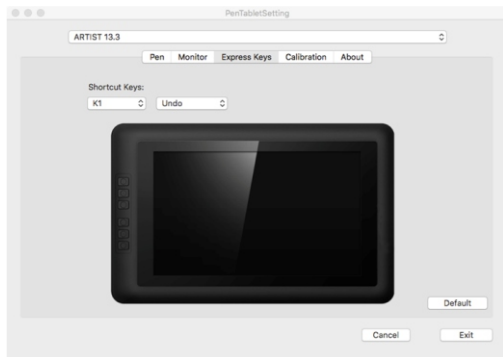 PenTabletSetting
ARTIST 13.3
Pen Monitor Express Keys Calibration About
Shortcut Keys:
K1 Undo
Default
Cancel Exit